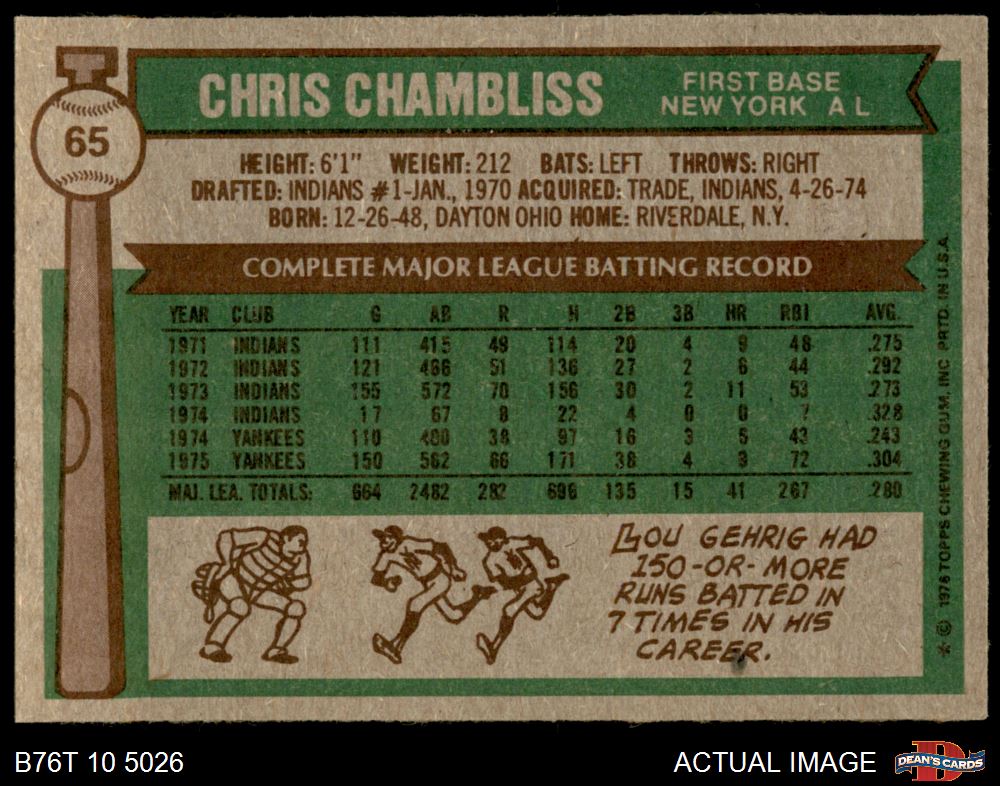 65
CHRIS CHAMBLISS
FIRST BASE
NEW YORK A L
HEIGHT: 6'1" WEIGHT: 212 BATS: LEFT THROWS: RIGHT
DRAFTED: INDIANS #1-JAN., 1970 ACQUIRED: TRADE, INDIANS, 4-26-74
BORN: 12-26-48, DAYTON OHIO HOME: RIVERDALE, N.Y.
COMPLETE MAJOR LEAGUE BATTING RECORD
YEAR CLUB G AB R H 2B 3B HR RBI AVG.
1971 INDIANS 111 415 49 114 20 4 9 48 .275
1972 INDIANS 121 466 51 136 27 2 6 44 .292
1973 INDIANS 155 572 70 156 30 2 11 53 .273
1974 INDIANS 17 67 8 22 4 0 0 7 .328
1974 YANKEES 110 400 38 97 16 3 5 43 .243
1975 YANKEES 150 562 66 171 38 4 9 72 .304
MAJ. LEA. TOTALS: 664 2482 282 696 135 15 41 267 .280
LOU GEHRIG HAD
150-OR-MORE
RUNS BATTED IN
7 TIMES IN HIS
CAREER.
* © 1976 TOPPS CHEWING GUM, INC PRTD. IN U.S.A.
B76T 10 5026
ACTUAL IMAGE
DEAN'S CARDS